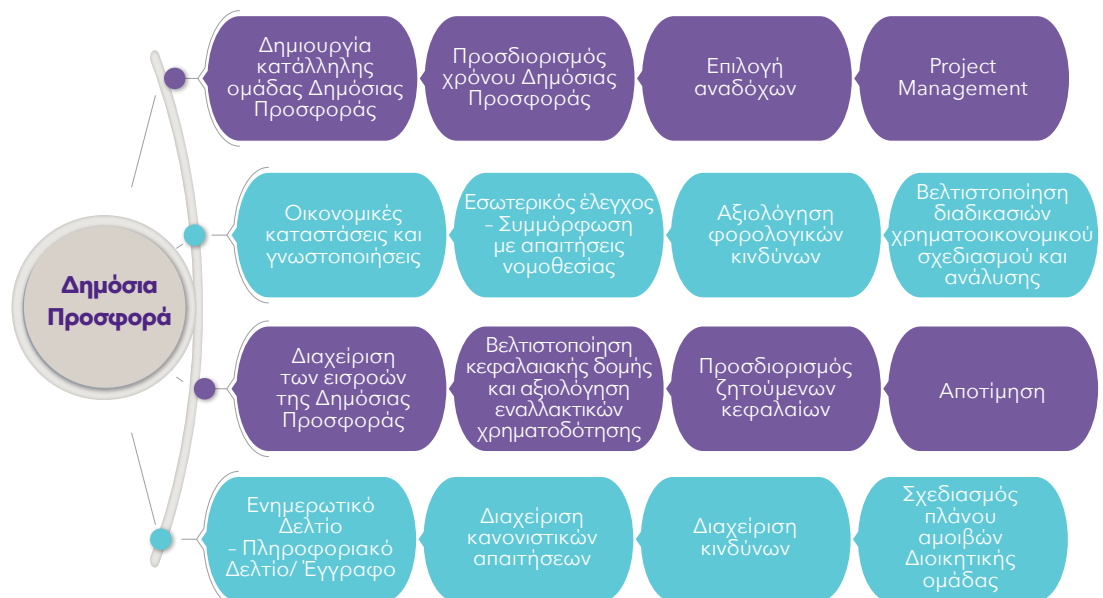 Δημόσια
Προσφορά
Δημιουργία
κατάλληλης
ομάδας Δημόσιας
Προσφοράς
Προσδιορισμός
χρόνου Δημόσιας
Προσφοράς
Επιλογή
αναδόχων
Project
Management
Οικονομικές
καταστάσεις και
γνωστοποιήσεις
Εσωτερικός έλεγχος
– Συμμόρφωση
με απαιτήσεις
νομοθεσίας
Αξιολόγηση
φορολογικών
κινδύνων
Βελτιστοποίηση
διαδικασιών
χρηματοοικονομικού
σχεδιασμού και
ανάλυσης
Διαχείριση
των εισροών
της Δημόσιας
Προσφοράς
Βελτιστοποίηση
κεφαλαιακής δομής
και αξιολόγηση
εναλλακτικών
χρηματοδότησης
Προσδιορισμός
ζητούμενων
κεφαλαίων
Αποτίμηση
Ενημερωτικό
Δελτίο
– Πληροφοριακό
Δελτίο/ Έγγραφο
Διαχείριση
κανονιστικών
απαιτήσεων
Διαχείριση
κινδύνων
Σχεδιασμός
πλάνου
αμοιβών
Διοικητικής
ομάδας